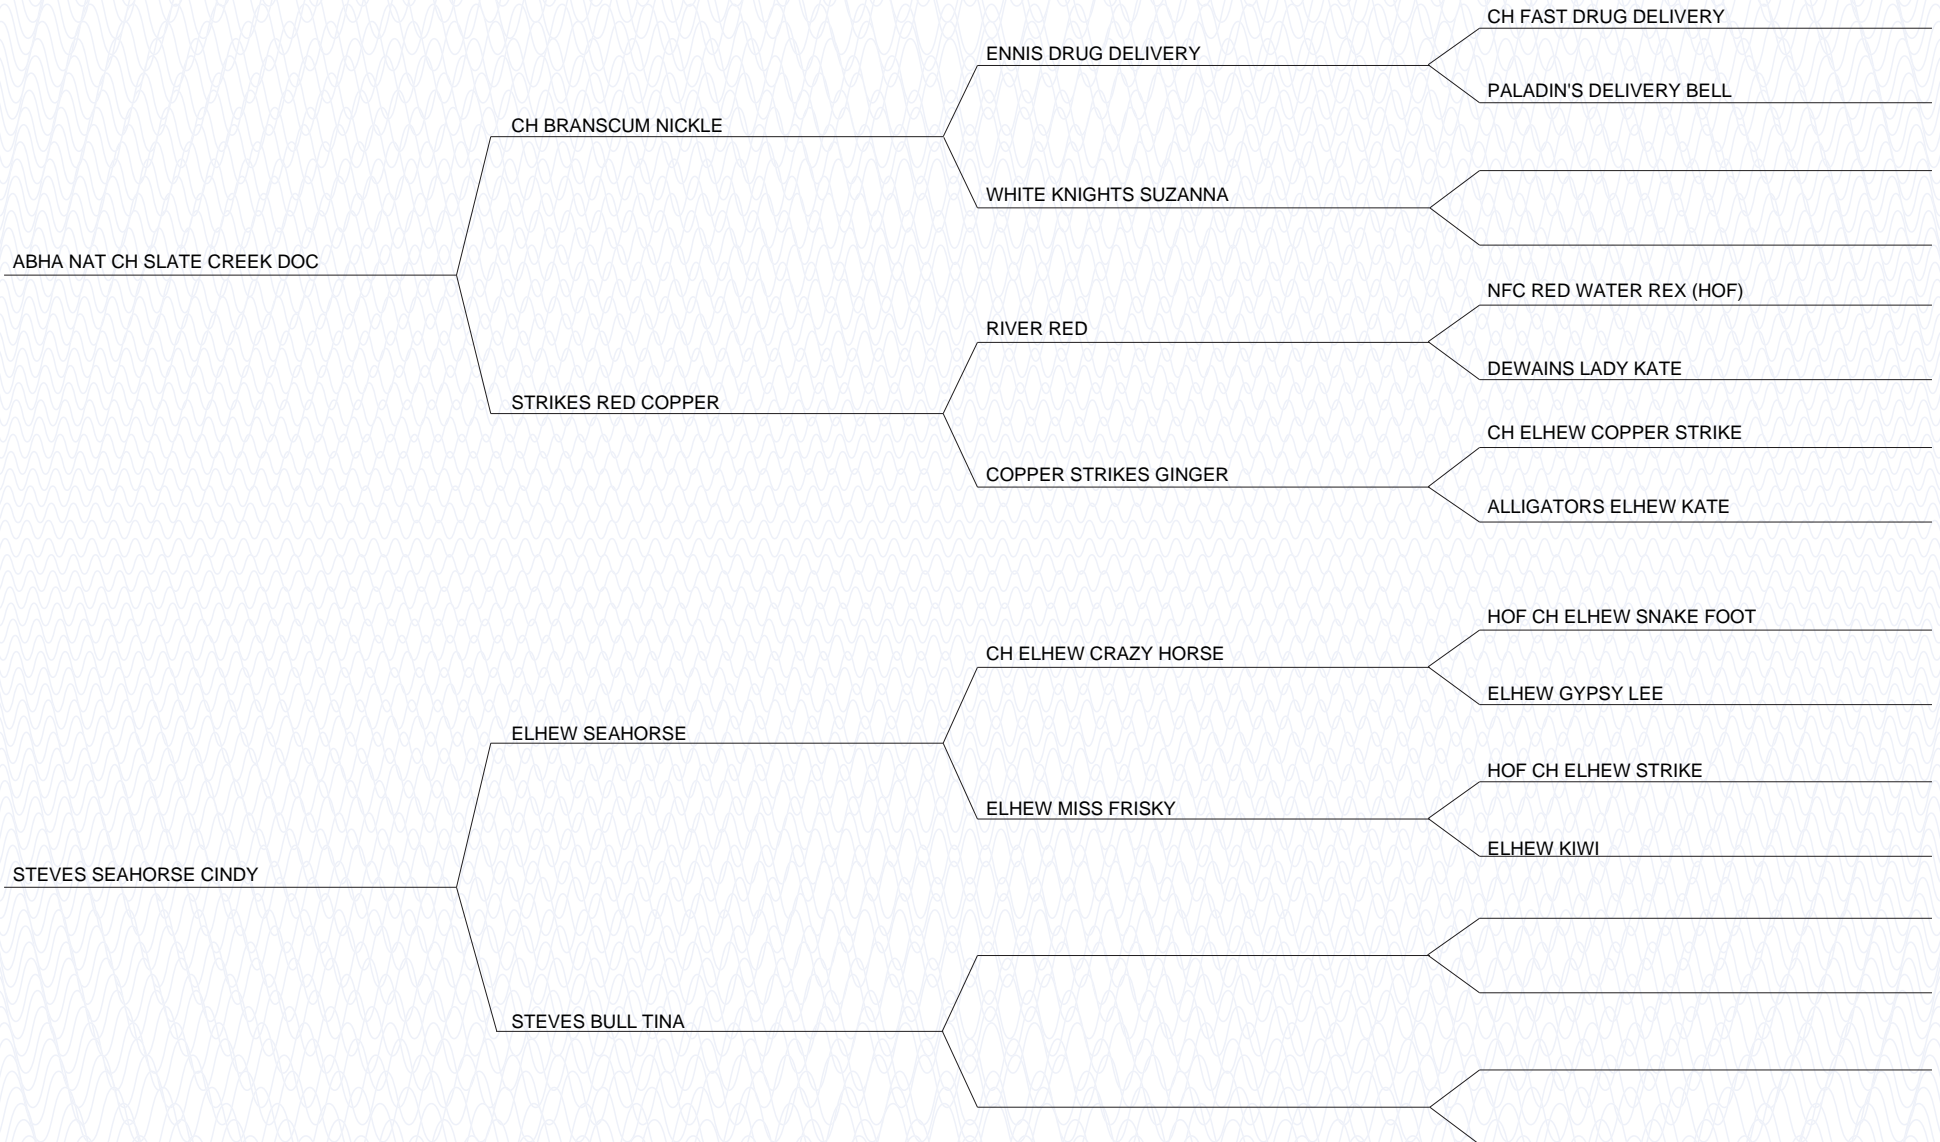 CH FAST DRUG DELIVERY
ENNIS DRUG DELIVERY
PALADIN'S DELIVERY BELL
CH BRANSCUM NICKLE
WHITE KNIGHTS SUZANNA
ABHA NAT CH SLATE CREEK DOC
NFC RED WATER REX (HOF)
RIVER RED
DEWAINS LADY KATE
STRIKES RED COPPER
CH ELHEW COPPER STRIKE
COPPER STRIKES GINGER
ALLIGATORS ELHEW KATE
HOF CH ELHEW SNAKE FOOT
CH ELHEW CRAZY HORSE
ELHEW GYPSY LEE
ELHEW SEAHORSE
HOF CH ELHEW STRIKE
ELHEW MISS FRISKY
ELHEW KIWI
STEVES SEAHORSE CINDY
STEVES BULL TINA